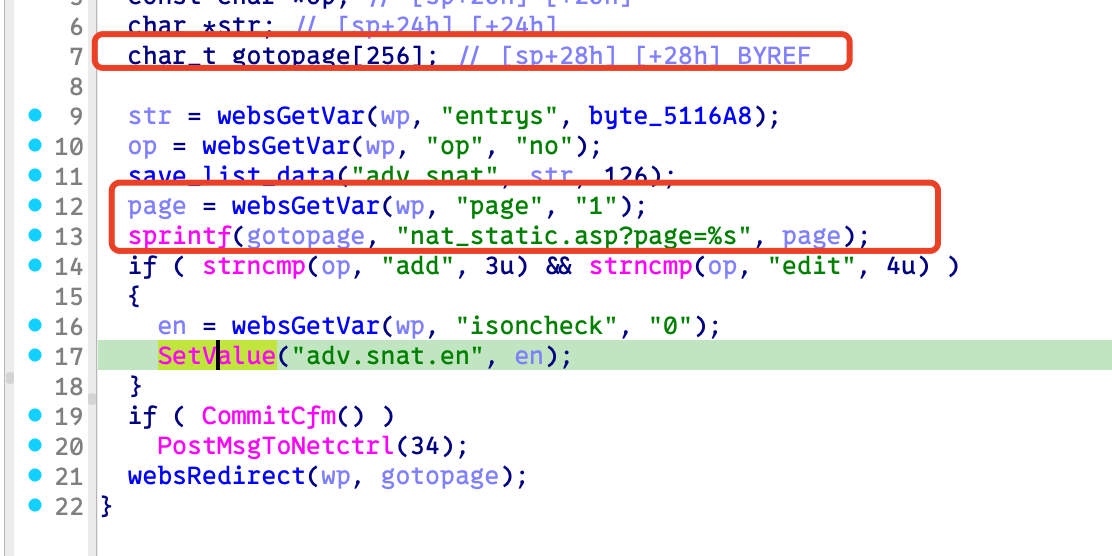 5 const char *op; // [sp+20h] [+20h]
6 char *str; // [sp+24h] [+24h]
7 char_t gotopage[256]; // [sp+28h] [+28h] BYREF
8
9 str = websGetVar(wp, "entrys", byte_5116A8);
10 op = websGetVar(wp, "op", "no");
11 save_list_data("adv.snat", str, 126);
12 page = websGetVar(wp, "page", "1");
13 sprintf(gotopage, "nat_static.asp?page=%s", page);
14 if ( strncmp(op, "add", 3u) && strncmp(op, "edit", 4u) )
15 {
16 en = websGetVar(wp, "isoncheck", "0");
17 SetValue("adv.snat.en", en);
18 }
19 if ( CommitCfm() )
20 PostMsgToNetctrl(34);
21 websRedirect(wp, gotopage);
22 }